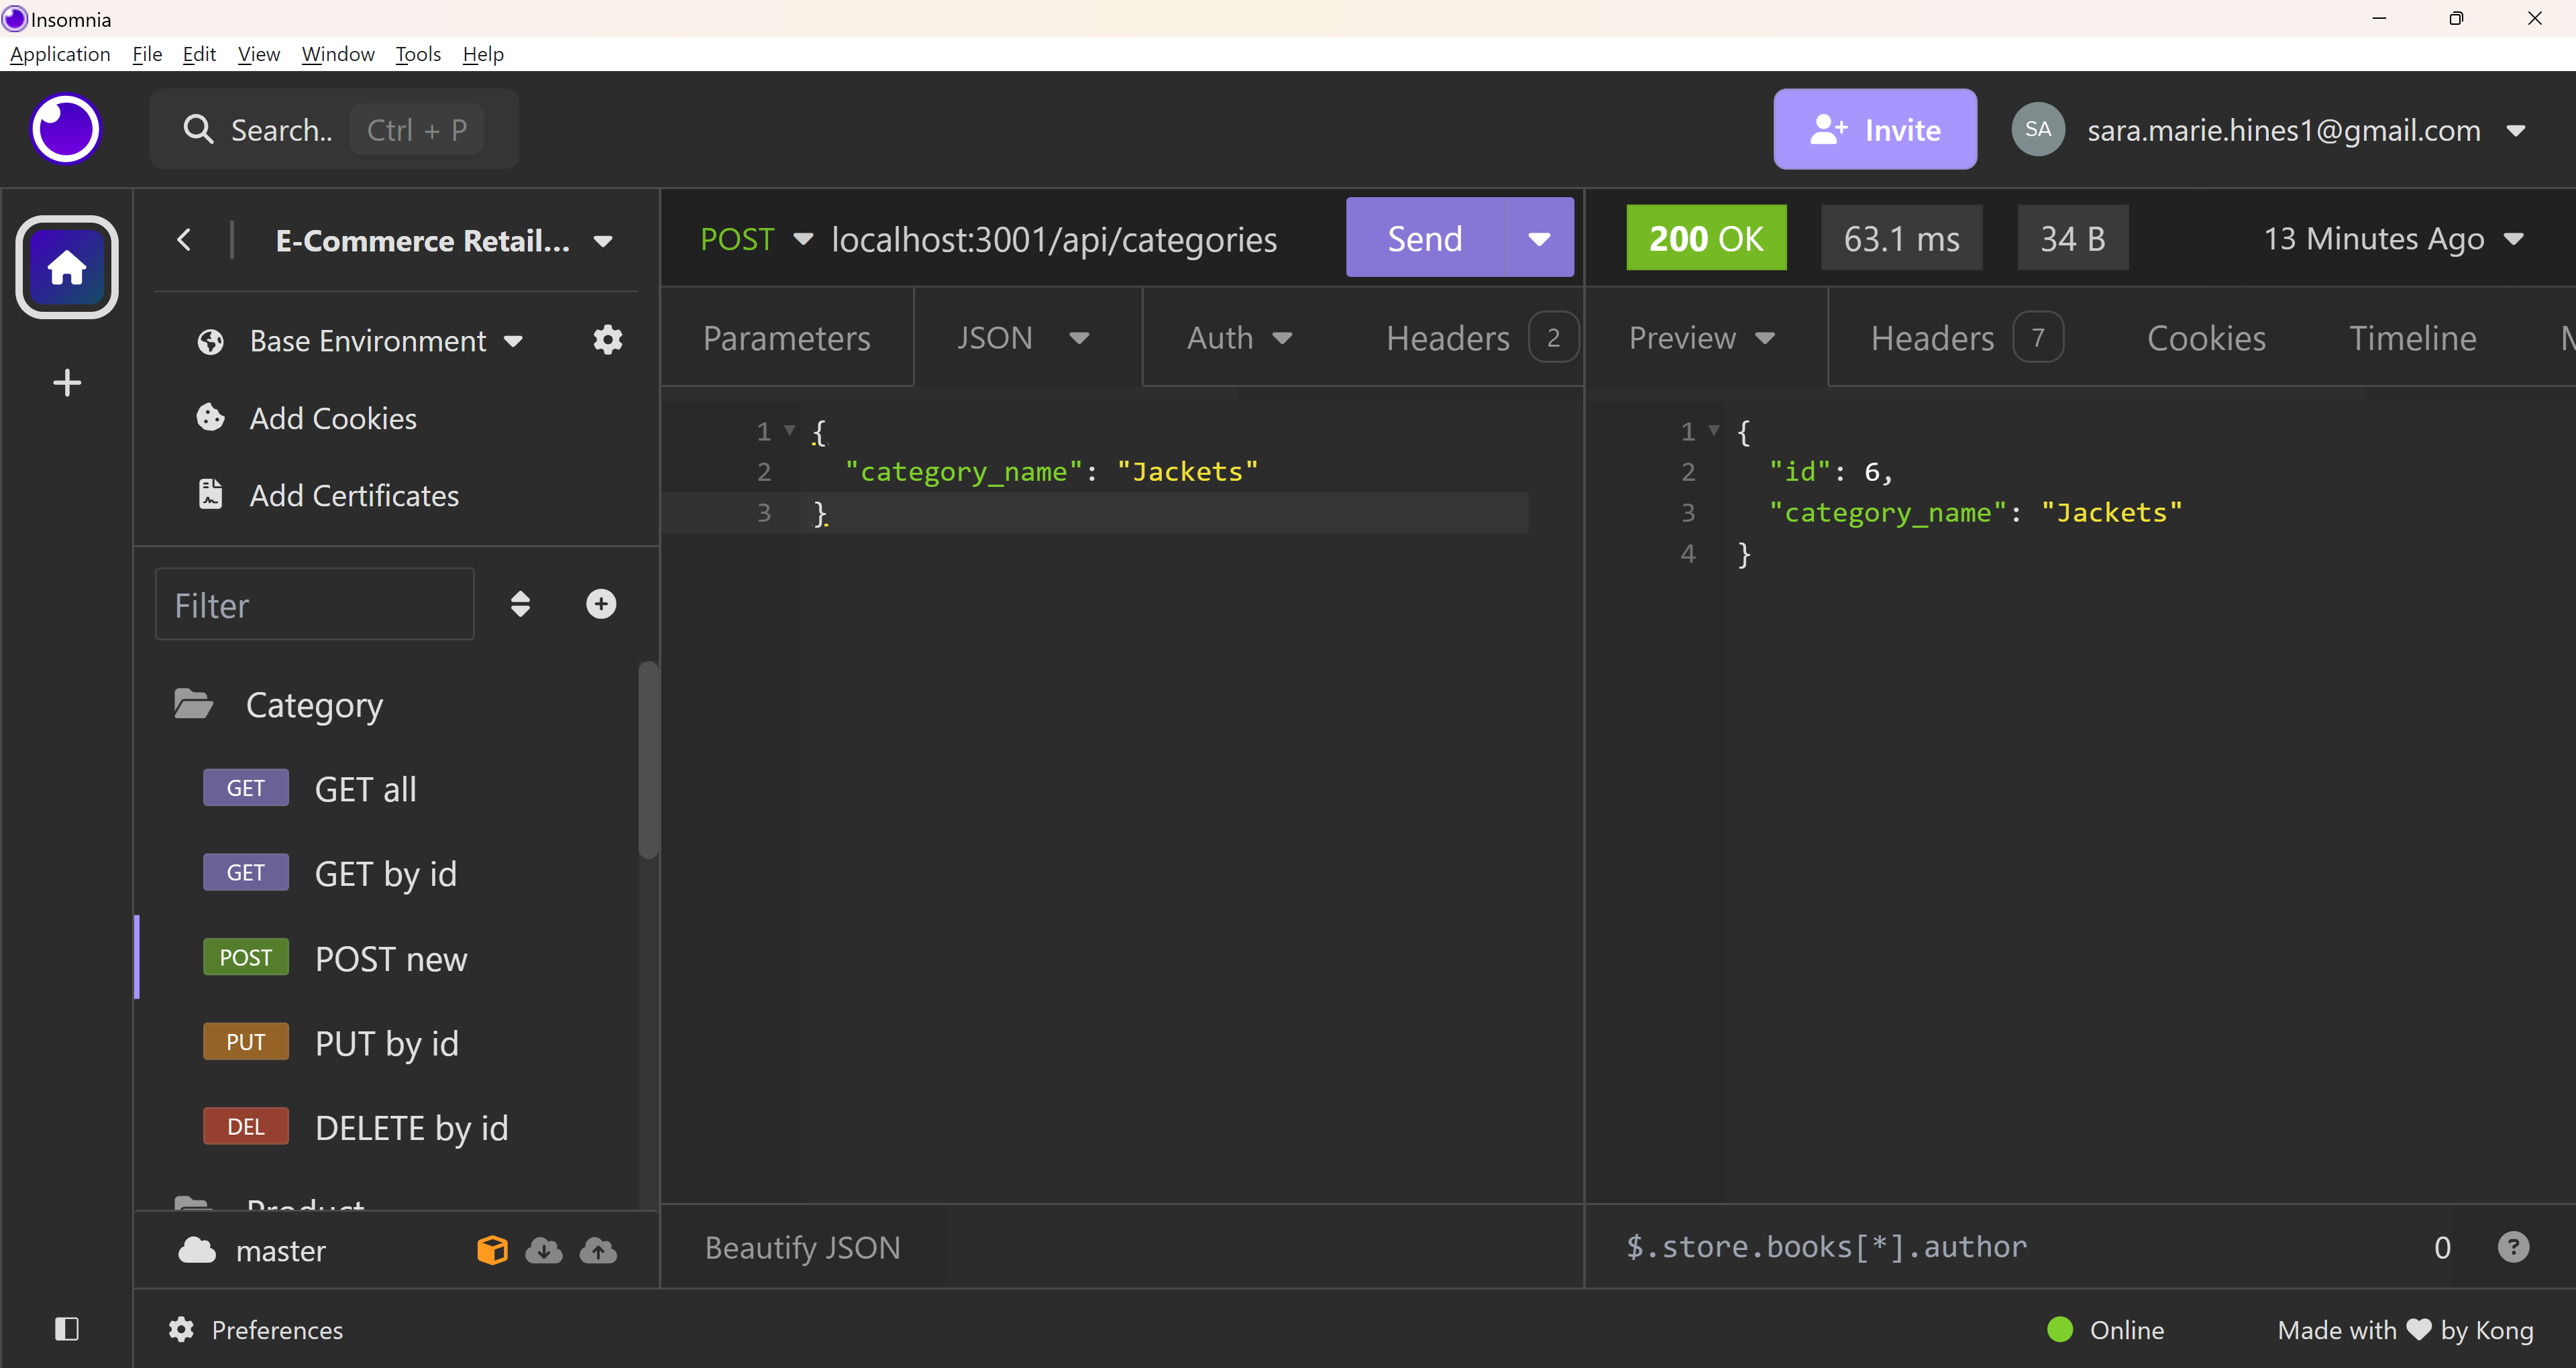 Insomnia
Application File Edit View Window Tools Help
Search.. Ctrl + P
Invite
SA sara.marie.hines1@gmail.com
E-Commerce Retail...
Base Environment
Add Cookies
Add Certificates
Filter
Category
GET GET all
GET GET by id
POST POST new
PUT PUT by id
DEL DELETE by id
Product
master
Preferences
POST localhost:3001/api/categories Send
Parameters JSON Auth Headers 2
1 {
2 "category_name": "Jackets"
3 }
Beautify JSON
200 OK 63.1 ms 34 B 13 Minutes Ago
Preview Headers 7 Cookies Timeline
1 {
2 "id": 6,
3 "category_name": "Jackets"
4 }
$.store.books[*].author 0 ?
Online Made with ❤ by Kong